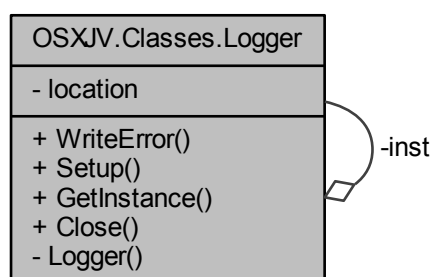 OSXJV.Classes.Logger
- location
+ WriteError()
+ Setup()
+ GetInstance()
+ Close()
- Logger()
-inst